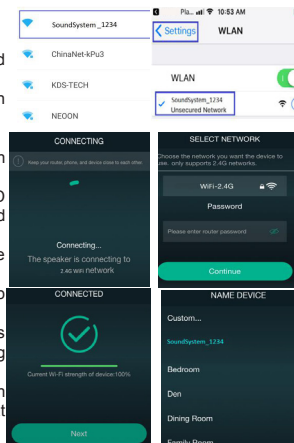 SoundSystem_1234
ChinaNet-kPu3
KDS-TECH
NEOON
Pla... 10:53 AM
Settings WLAN
WLAN
SoundSystem_1234
Unsecured Network
CONNECTING
Keep your router, phone, and device close to each other
Connecting...
The speaker is connecting to
2.4G WiFi network
SELECT NETWORK
Choose the network you want the device to
use. only supports 2.4G networks.
WiFi-2.4G
Password
Please enter router password
Continue
CONNECTED
Current Wi-Fi strength of device:100%
Next
NAME DEVICE
Custom...
SoundSystem_1234
Bedroom
Den
Dining Room
Family Room